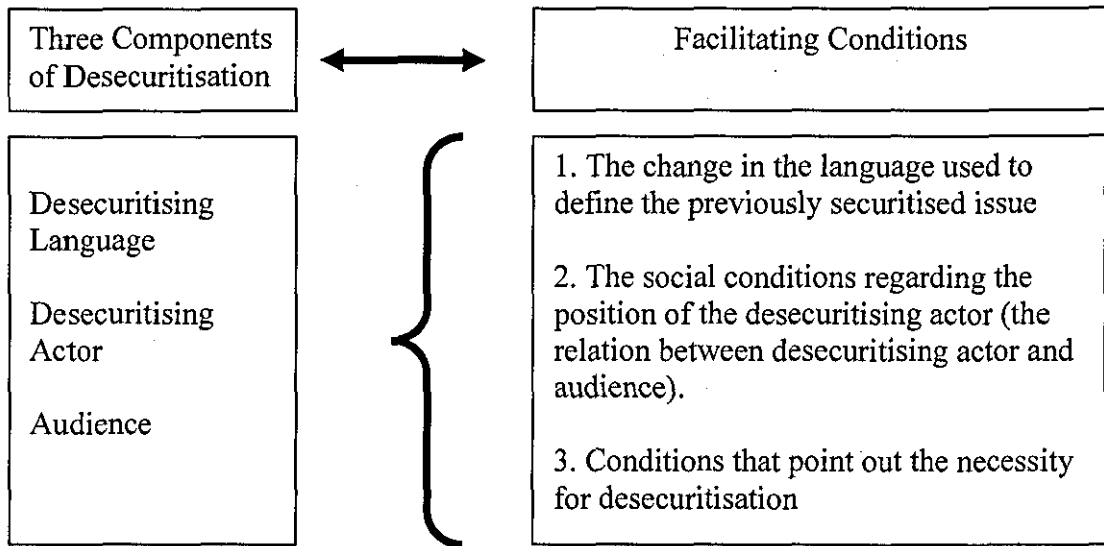 Three Components
of Desecuritisation
Facilitating Conditions
Desecuritising
Language
Desecuritising
Actor
Audience
1. The change in the language used to
define the previously securitised issue
2. The social conditions regarding the
position of the desecuritising actor (the
relation between desecuritising actor and
audience).
3. Conditions that point out the necessity
for desecuritisation